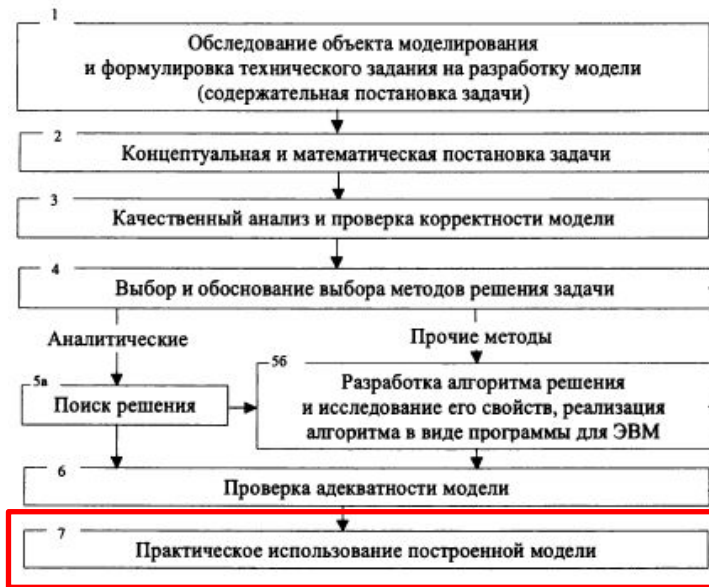 1
Обследование объекта моделирования
и формулировка технического задания на разработку модели
(содержательная постановка задачи)
2
Концептуальная и математическая постановка задачи
3
Качественный анализ и проверка корректности модели
4
Выбор и обоснование выбора методов решения задачи
Аналитические
Прочие методы
5а
Поиск решения
5б
Разработка алгоритма решения
и исследование его свойств, реализация
алгоритма в виде программы для ЭВМ
6
Проверка адекватности модели
7
Практическое использование построенной модели